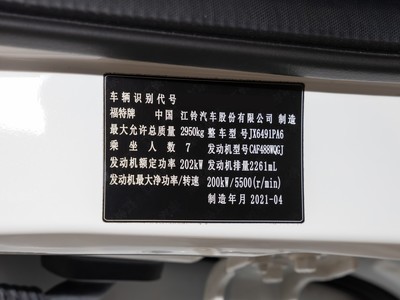 车辆识别代号
福特牌 中国 江铃汽车股份有限公司 制造
最大允许总质量 2950kg 整车型号 JX6491PA6
乘坐人数 7 发动机型号 CAF488WQGJ
发动机额定功率 202kW 发动机排量 2261mL
发动机最大净功率/转速 200kW/5500(r/min)
制造年月 2021-04